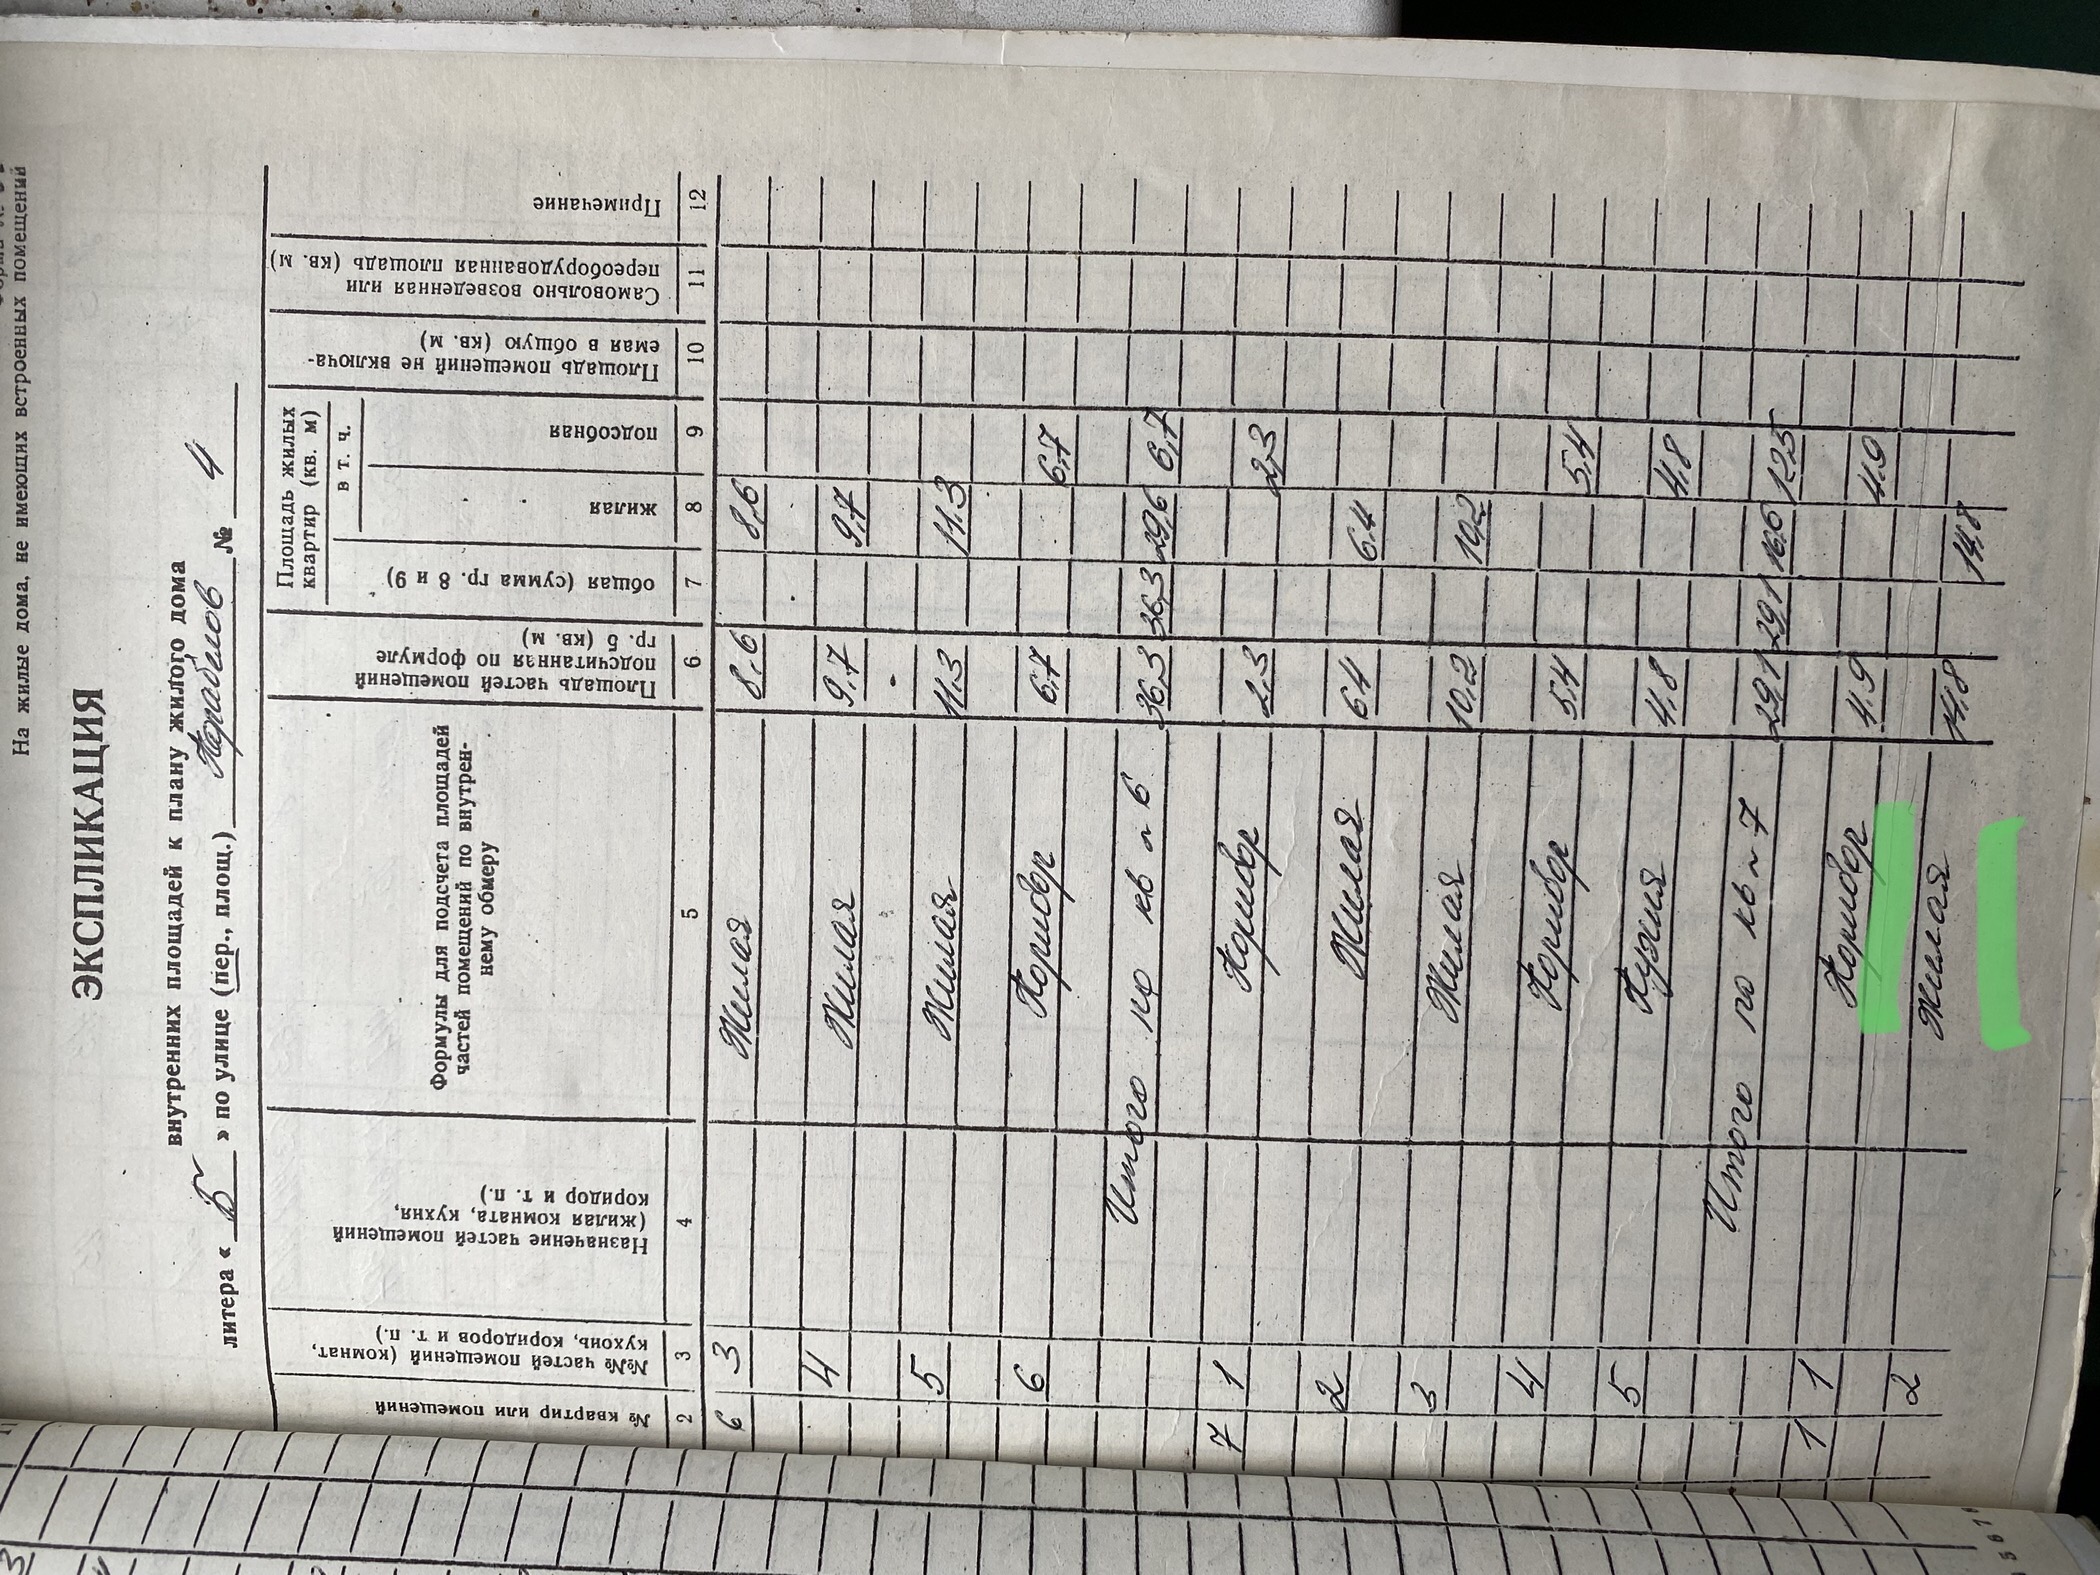 На жилые дома, не имеющих встроенных помещений
ЭКСПЛИКАЦИЯ
внутренних площадей к плану жилого дома
литера « Б » по улице (пер., площ.) № 4
№ квартир или помещений
№№ частей помещений (комнат, кухонь, коридоров и т. п.)
Назначение частей помещений (жилая комната, кухня, коридор и т. п.)
Формулы для подсчета площадей частей помещений по внутреннему обмеру
Площадь частей помещений подсчитанная по формуле гр. 5 (кв. м)
Площадь жилых квартир (кв. м)
общая (сумма гр. 8 и 9)
в т. ч.
жилая
подсобная
Площадь помещений не включаемая в общую (кв. м)
Самовольно возведенная или переоборудованная площадь (кв. м)
Примечание
2 3 4 5 6 7 8 9 10 11 12
6 3 Жилая 8,6 8,6
4 Жилая 9,7 9,7
5 Жилая 11.3 11.3
6 Коридор 6,7 6,7
Итого по кв N 6 36,3 36,3 29,6 6,7
7 1 Коридор 2,3 2,3
2 Жилая 6.4 6.4
3 Жилая 10.2 10.2
4 Коридор 5,4 5,4
5 Кухня 4,8 4,8
Итого по кв N 7 29,1 29,1 16,6 12.5
1 1 Коридор 4.9 4.9
2 Жилая 14,8 14,8